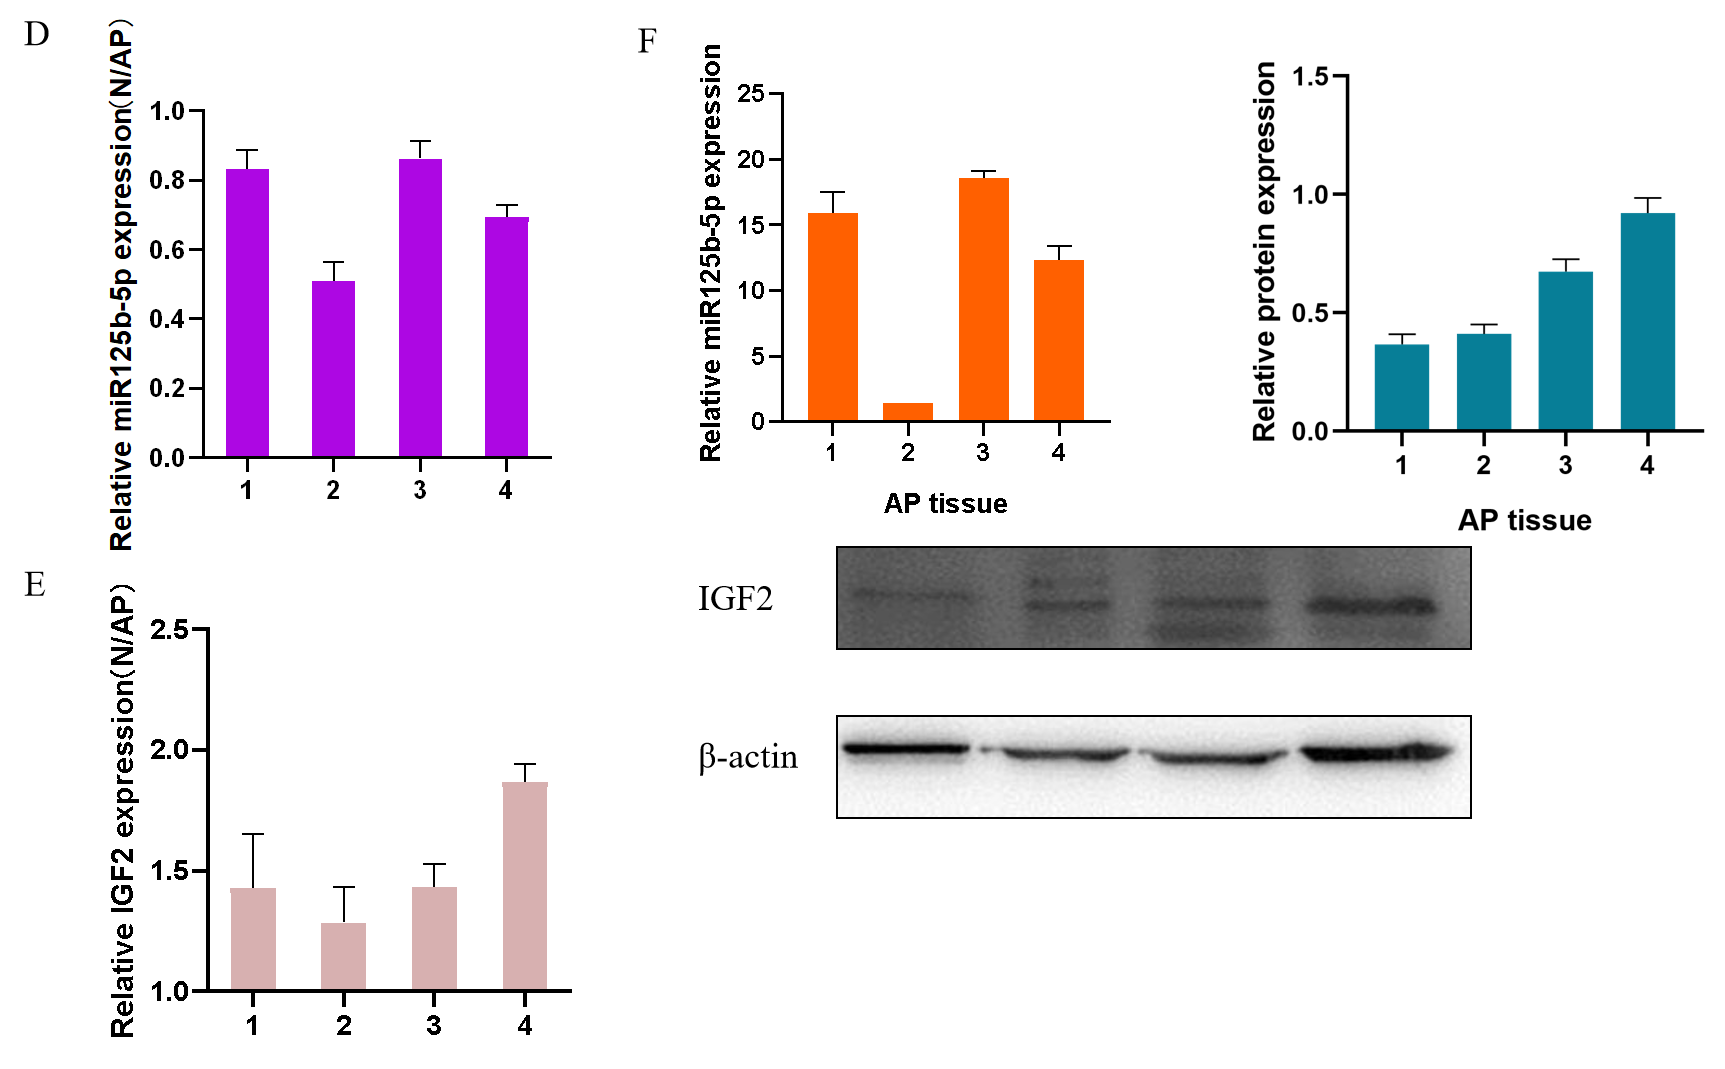 D
Relative miR125b-5p expression(N/AP)
1.0
0.8
0.6
0.4
0.2
0.0
1 2 3 4
E
Relative IGF2 expression(N/AP)
2.5
2.0
1.5
1.0
1 2 3 4
F
Relative miR125b-5p expression
25
20
15
10
5
0
1 2 3 4
AP tissue
Relative protein expression
1.5
1.0
0.5
0.0
1 2 3 4
AP tissue
IGF2
β-actin